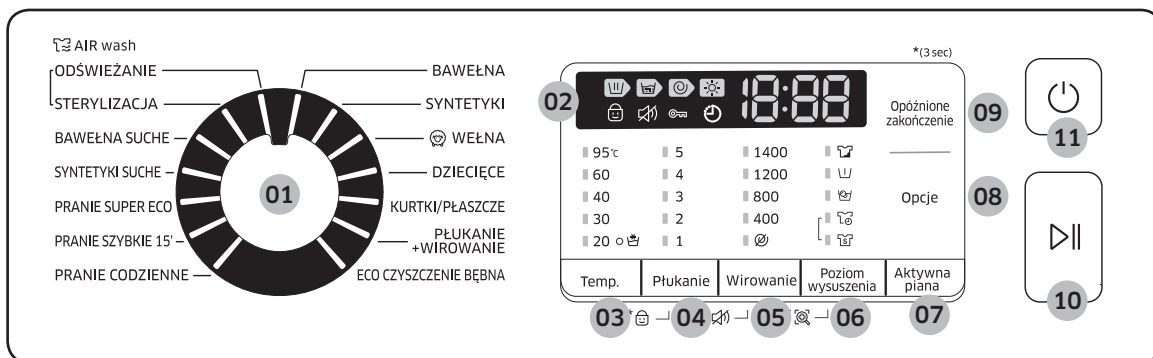 AIR wash
ODŚWIEŻANIE
STERYLIZACJA
BAWEŁNA SUCHE
SYNTETYKI SUCHE
PRANIE SUPER ECO
PRANIE SZYBKIE 15'
PRANIE CODZIENNE
01
BAWEŁNA
SYNTETYKI
WEŁNA
DZIECIĘCE
KURTKI/PŁASZCZE
PŁUKANIE
+WIROWANIE
ECO CZYSZCZENIE BĘBNA
*(3 sec)
02
18:88
95°c 5 1400
60 4 1200
40 3 800
30 2 400
20 1
Opóźnione
zakończenie
09
Opcje
08
Temp.
Płukanie
Wirowanie
Poziom
wysuszenia
Aktywna
piana
03 * 04 05 06 07
11
10